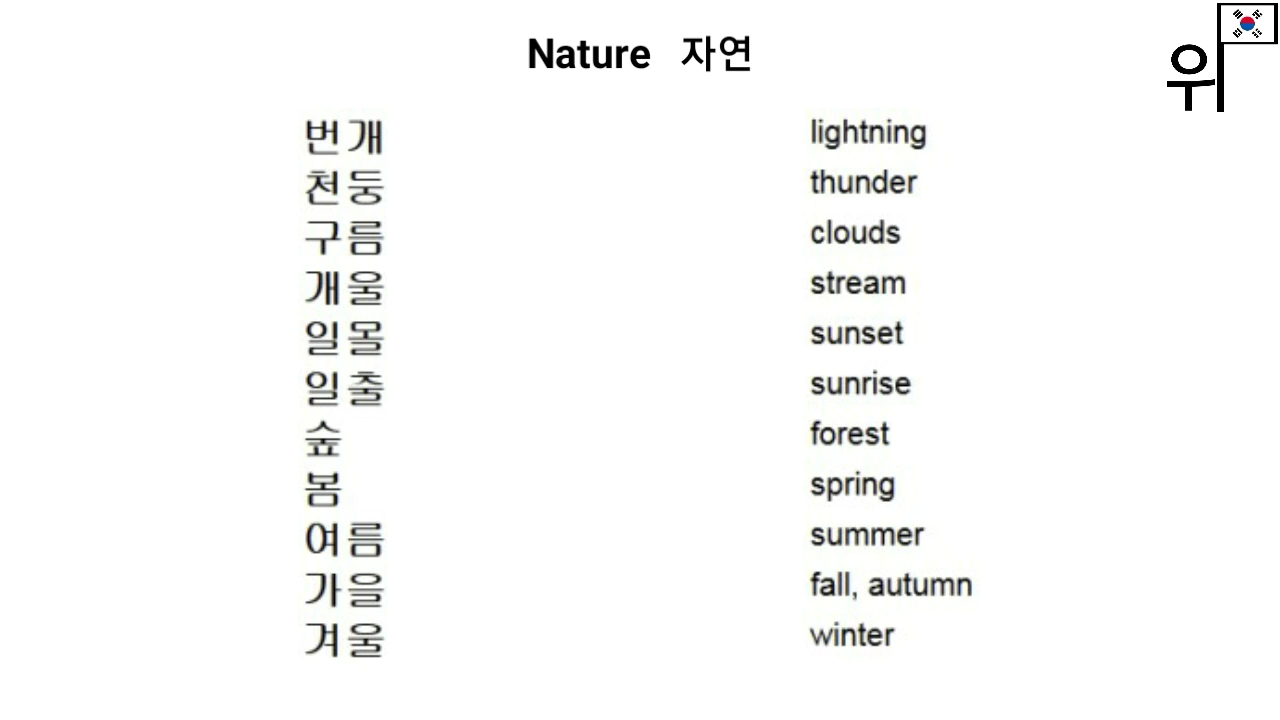 Nature 자연
위
번개 lightning
천둥 thunder
구름 clouds
개울 stream
일몰 sunset
일출 sunrise
숲 forest
봄 spring
여름 summer
가을 fall, autumn
겨울 winter